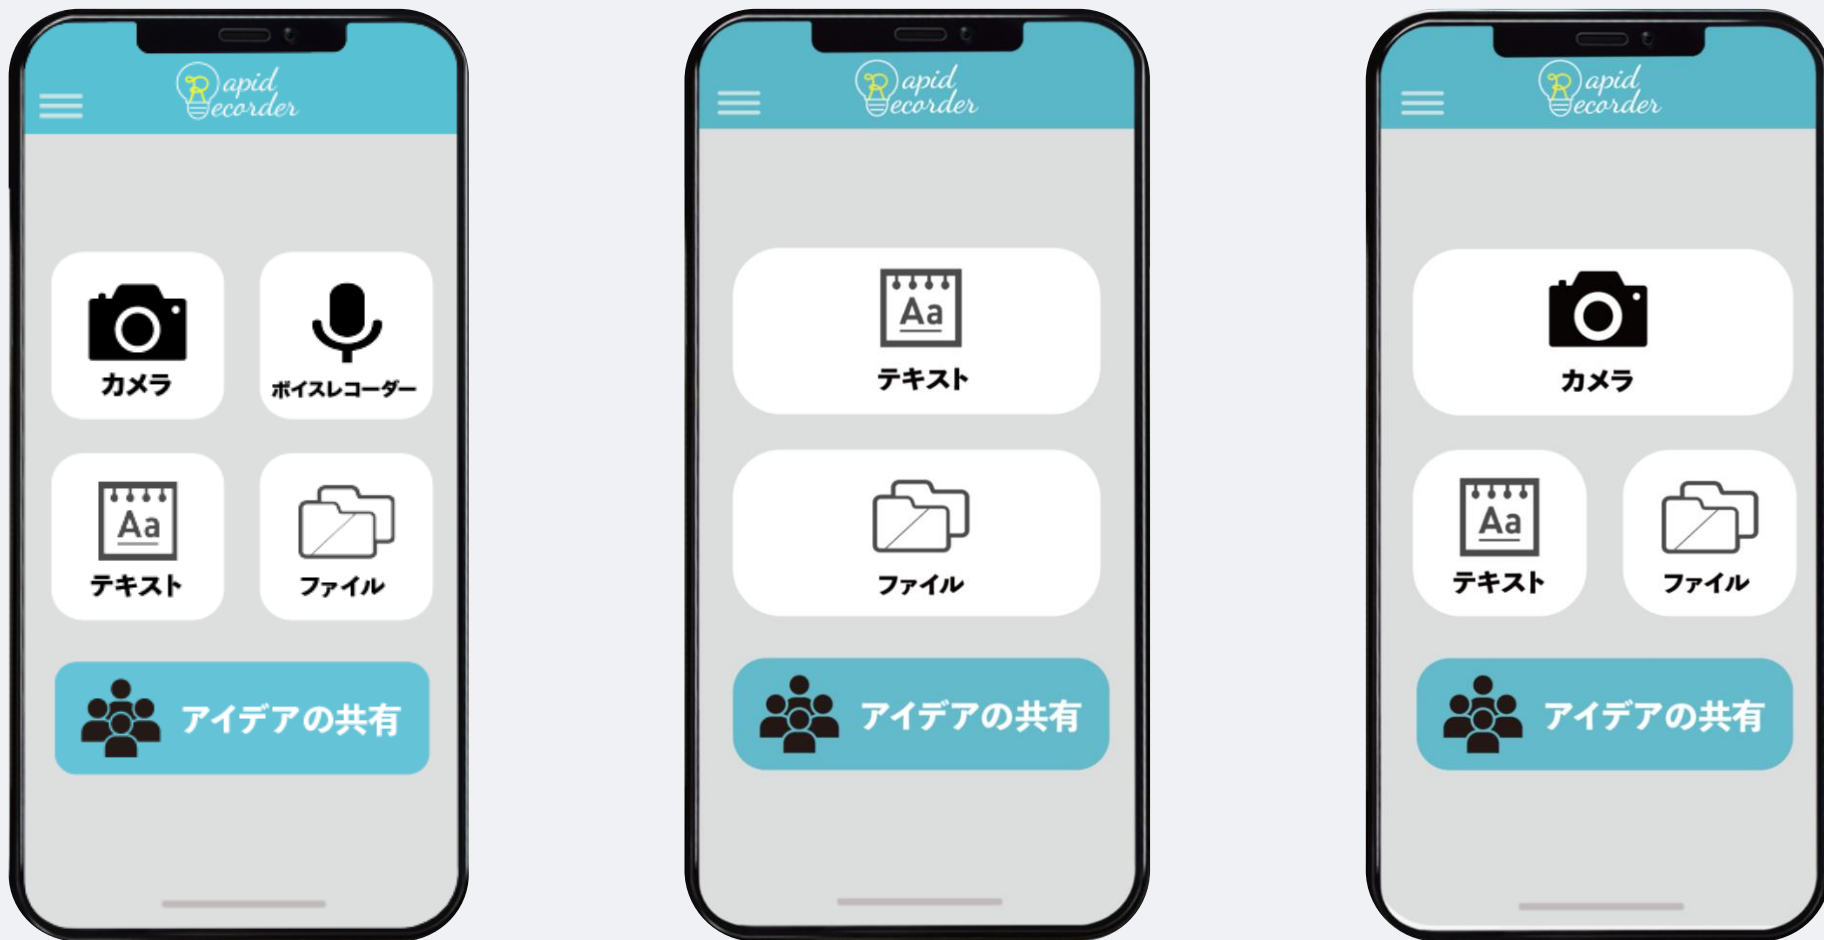 Rapid
Recorder
カメラ
ボイスレコーダー
Aa
テキスト
ファイル
アイデアの共有
Rapid
Recorder
Aa
テキスト
ファイル
アイデアの共有
Rapid
Recorder
カメラ
Aa
テキスト
ファイル
アイデアの共有